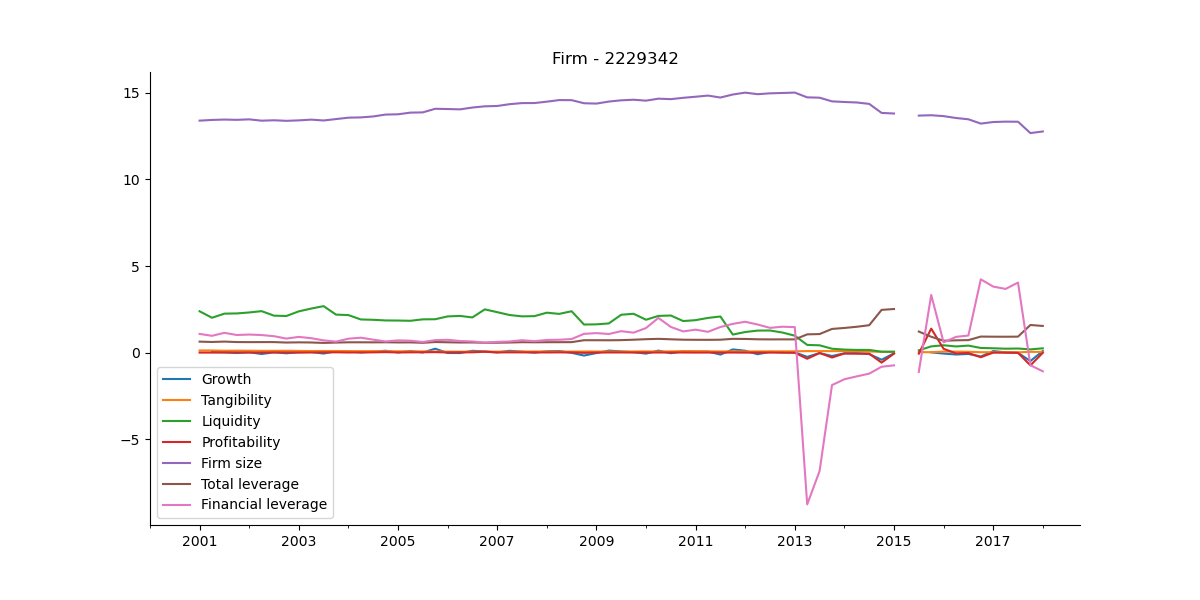 Firm - 2229342
15
10
5
0
−5
Growth
Tangibility
Liquidity
Profitability
Firm size
Total leverage
Financial leverage
2001 2003 2005 2007 2009 2011 2013 2015 2017